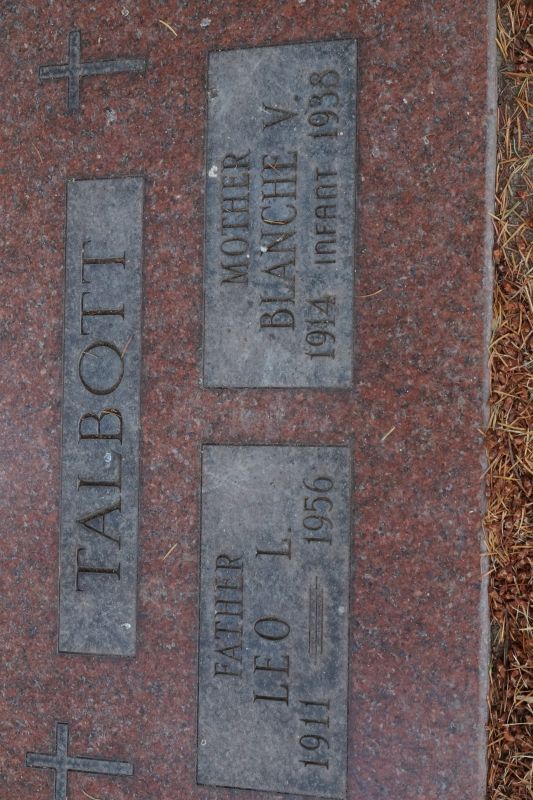 TALBOTT
FATHER
LEO L.
1911 1956
MOTHER
BLANCHE V.
1914 INFANT 1938